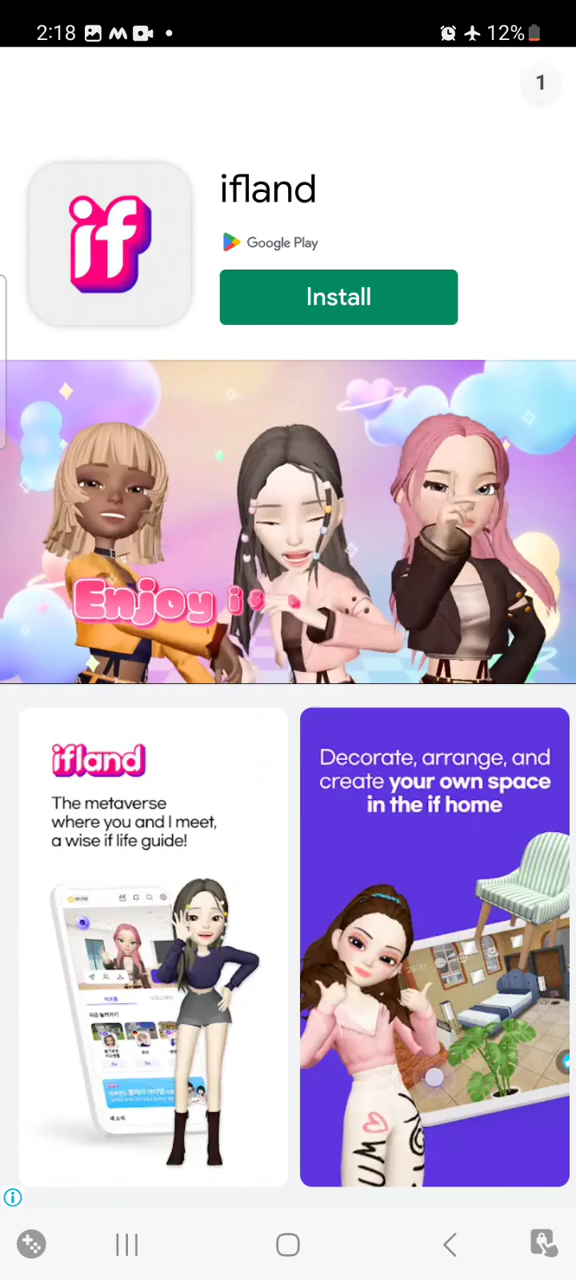 2:18
12%
1
if
ifland
Google Play
Install
Enjoy
ifland
The metaverse
where you and I meet,
a wise if life guide!
Decorate, arrange, and
create your own space
in the if home